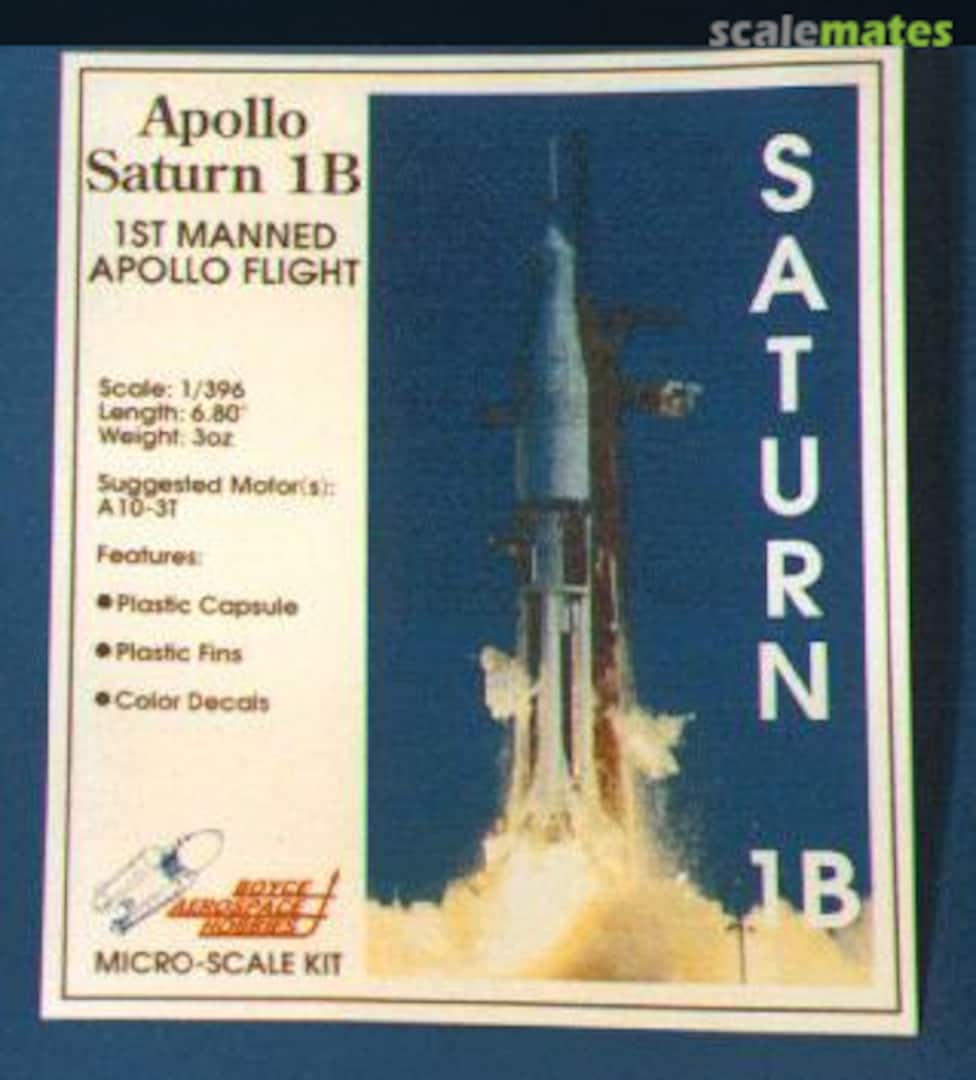 scalemates
Apollo
Saturn 1B
1ST MANNED
APOLLO FLIGHT
Scale: 1/396
Length: 6.80"
Weight: 3oz
Suggested Motor(s):
A10-3T
Features:
● Plastic Capsule
● Plastic Fins
● Color Decals
BOYCE
AEROSPACE
HOBBIES
MICRO-SCALE KIT
S
A
T
U
R
N
1B